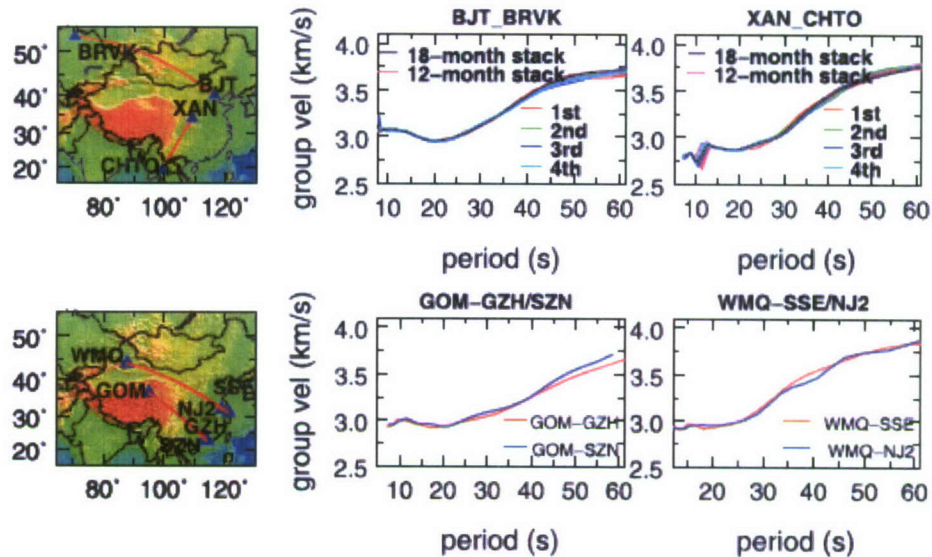 BJT_BRVK
XAN_CHTO
50°
40°
30°
20°
BRVK
BJT
XAN
CHTO
80° 100° 120°
group vel (km/s)
4.0
3.5
3.0
2.5
18-month stack
12-month stack
1st
2nd
3rd
4th
10 20 30 40 50 60
period (s)
4.0
3.5
3.0
2.5
18-month stack
12-month stack
1st
2nd
3rd
4th
10 20 30 40 50 60
period (s)
GOM-GZH/SZN
WMQ-SSE/NJ2
50°
40°
30°
20°
WMQ
GOM
SSE
NJ2
GZH
SZN
80° 100° 120°
group vel (km/s)
4.0
3.5
3.0
2.5
GOM-GZH
GOM-SZN
10 20 30 40 50 60
period (s)
4.0
3.5
3.0
2.5
WMQ-SSE
WMQ-NJ2
20 30 40 50 60
period (s)